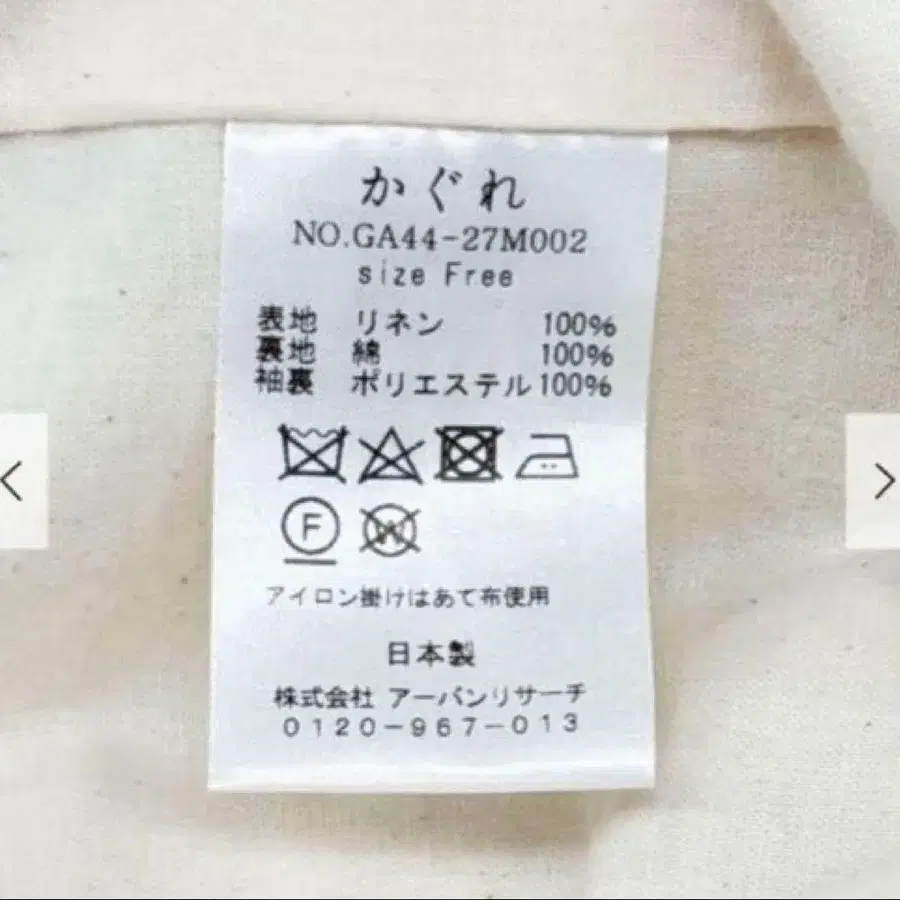 かぐれ
NO.GA44-27M002
size Free
表地 リネン 100%
裏地 綿 100%
袖裏 ポリエステル 100%
F W
アイロン掛けはあて布使用
日本製
株式会社 アーバンリサーチ
0120-967-013